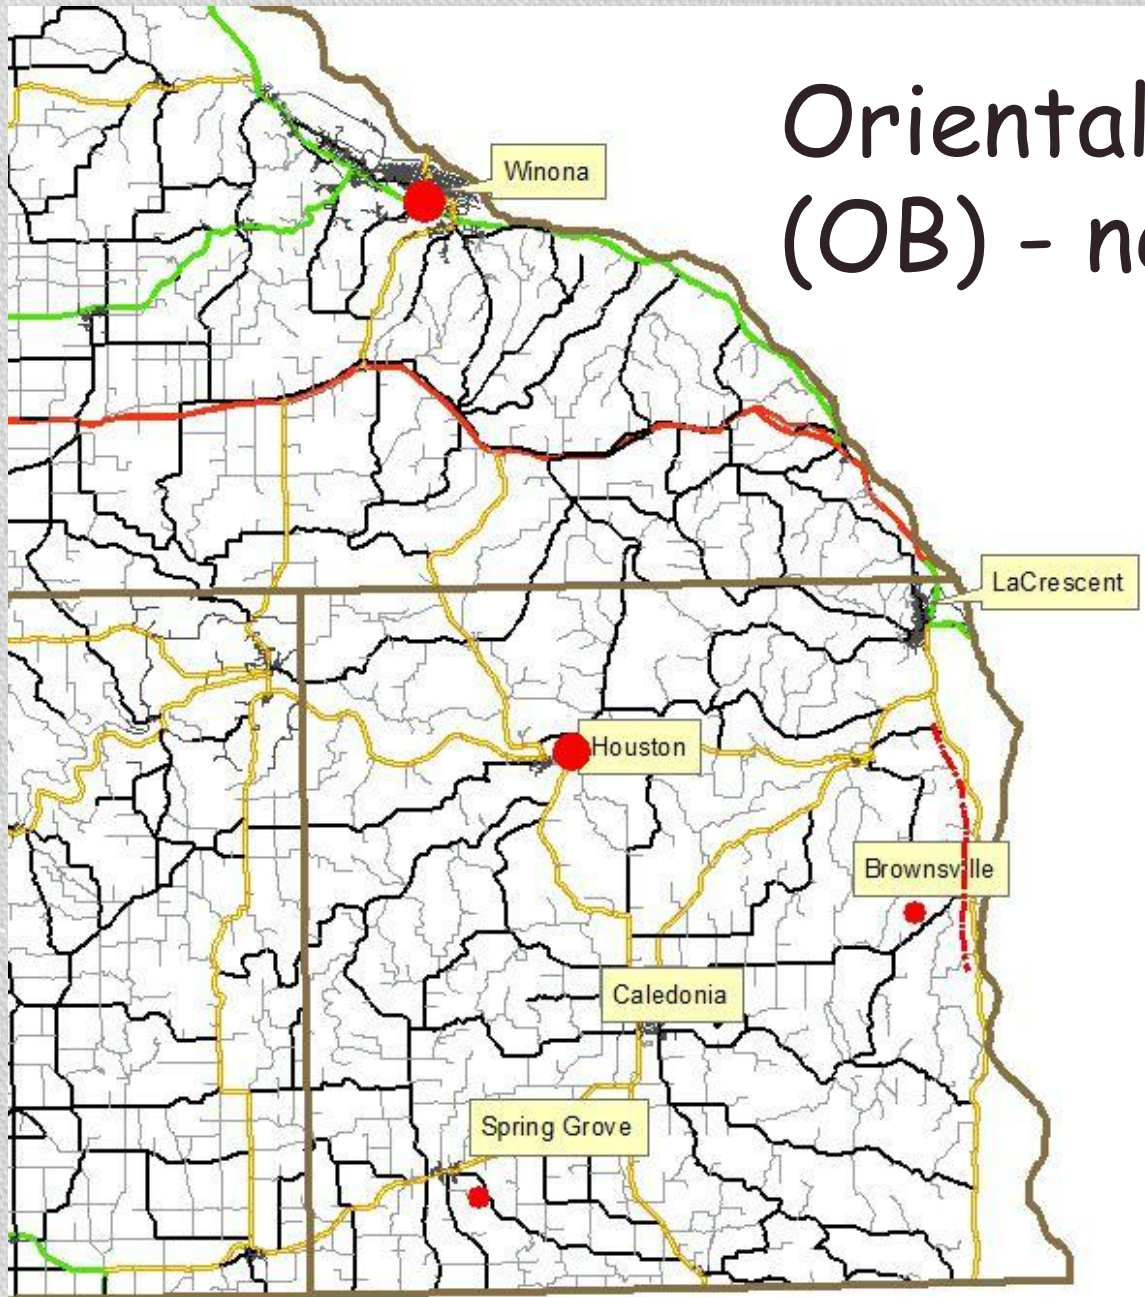 Oriental
(OB) - 
Winona
LaCrescent
Houston
Brownsville
Caledonia
Spring Grove